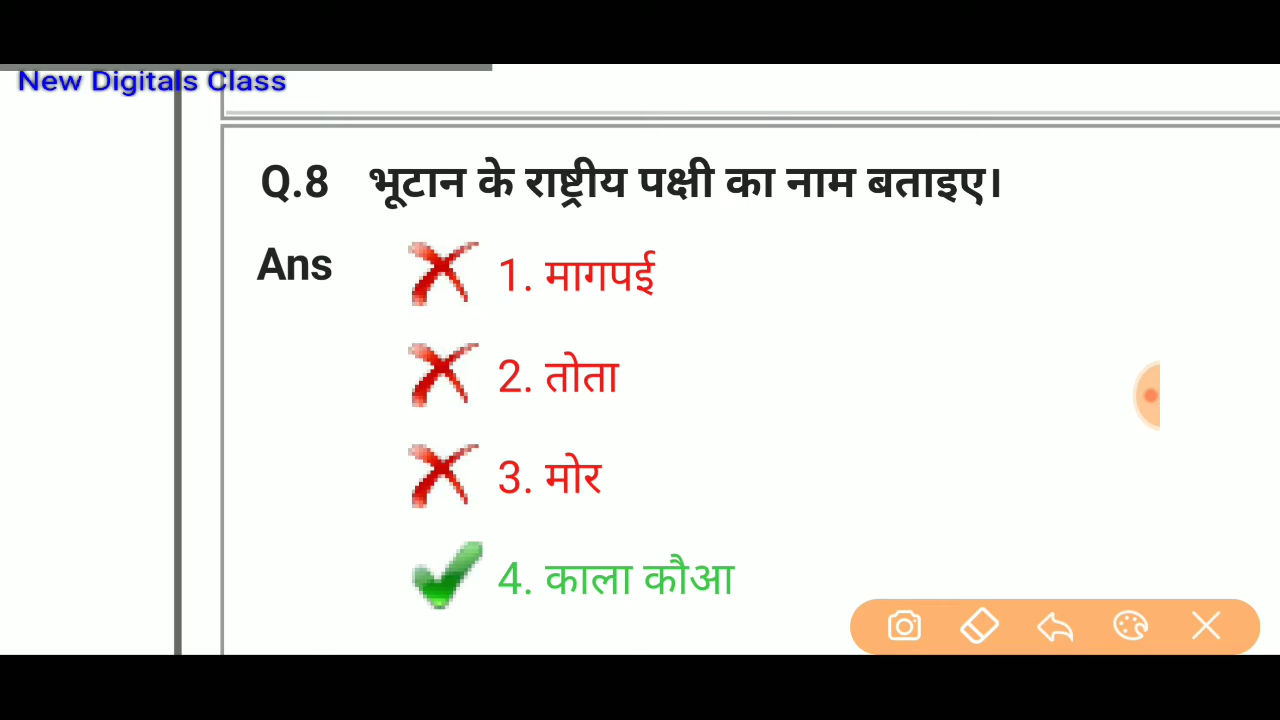 New Digitals Class
Q.8 भूटान के राष्ट्रीय पक्षी का नाम बताइए।
Ans 1. मागपई
2. तोता
3. मोर
4. काला कौआ